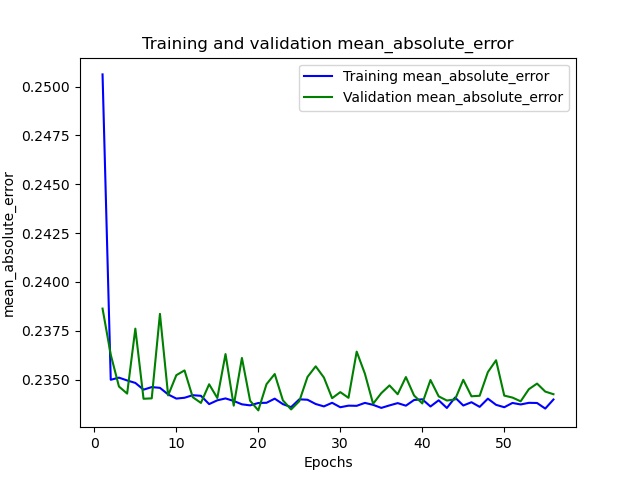 Training and validation mean_absolute_error
Training mean_absolute_error
Validation mean_absolute_error
mean_absolute_error
0.2500
0.2475
0.2450
0.2425
0.2400
0.2375
0.2350
0 10 20 30 40 50
Epochs